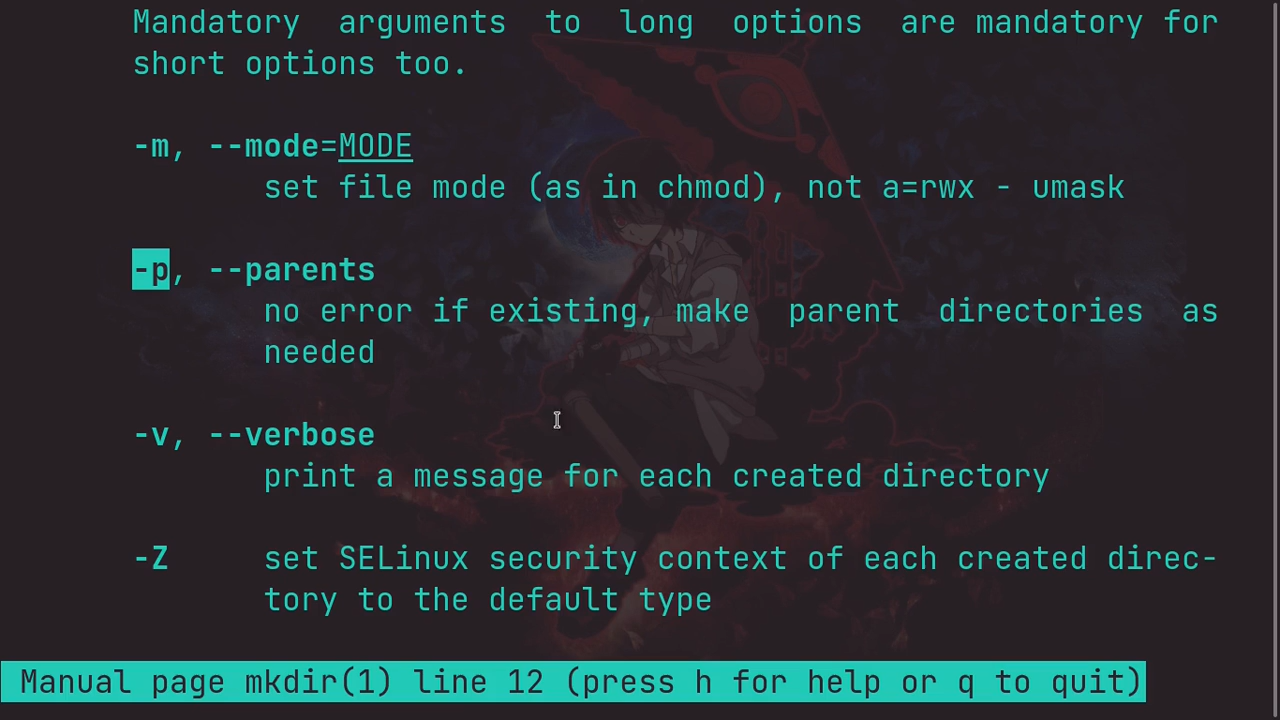 Mandatory arguments to long options are mandatory for
short options too.
-m, --mode=MODE
set file mode (as in chmod), not a=rwx - umask
-p, --parents
no error if existing, make parent directories as
needed
-v, --verbose
print a message for each created directory
-Z set SELinux security context of each created direc-
tory to the default type
Manual page mkdir(1) line 12 (press h for help or q to quit)